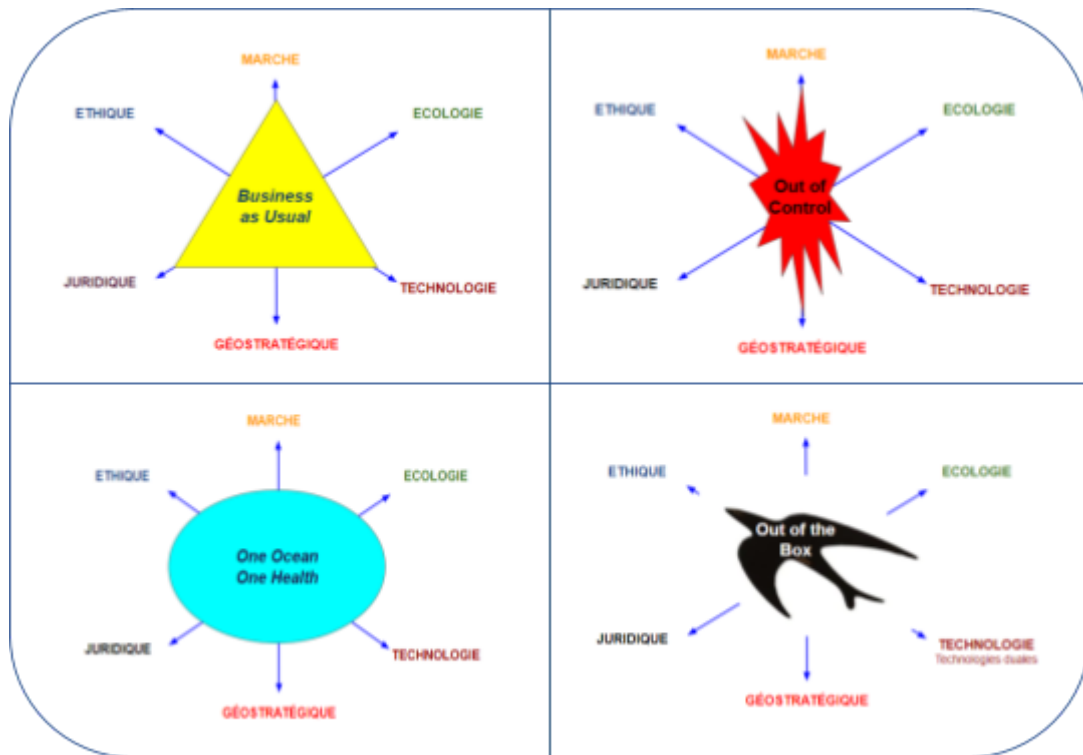 MARCHE
ETHIQUE
ECOLOGIE
Business
as Usual
JURIDIQUE
TECHNOLOGIE
GÉOSTRATÉGIQUE
MARCHE
ETHIQUE
ECOLOGIE
Out of
Control
JURIDIQUE
TECHNOLOGIE
GÉOSTRATÉGIQUE
MARCHE
ETHIQUE
ECOLOGIE
One Ocean
One Health
JURIDIQUE
TECHNOLOGIE
GÉOSTRATÉGIQUE
MARCHE
ETHIQUE
ECOLOGIE
Out of the
Box
JURIDIQUE
TECHNOLOGIE
Technologies duales
GÉOSTRATÉGIQUE